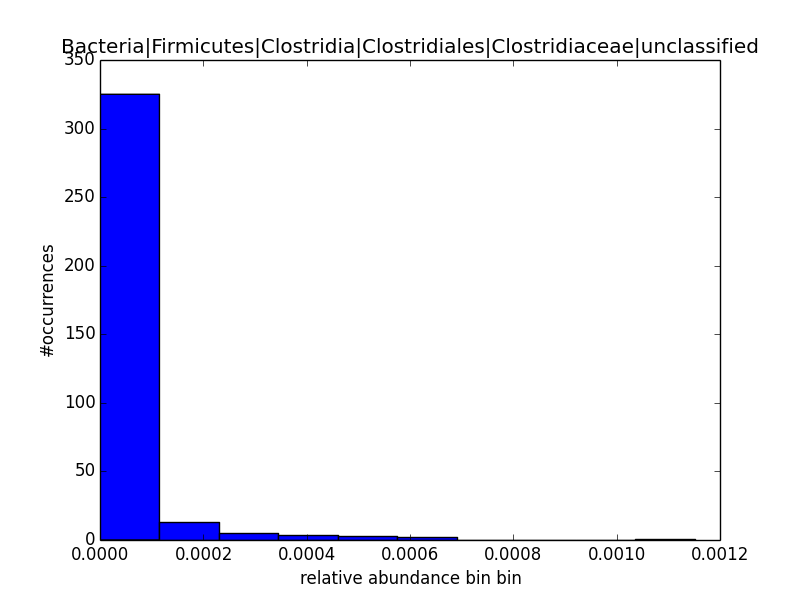 Bacteria|Firmicutes|Clostridia|Clostridiales|Clostridiaceae|unclassified
350
300
250
200
150
100
50
0
#occurrences
0.0000 0.0002 0.0004 0.0006 0.0008 0.0010 0.0012
relative abundance bin bin